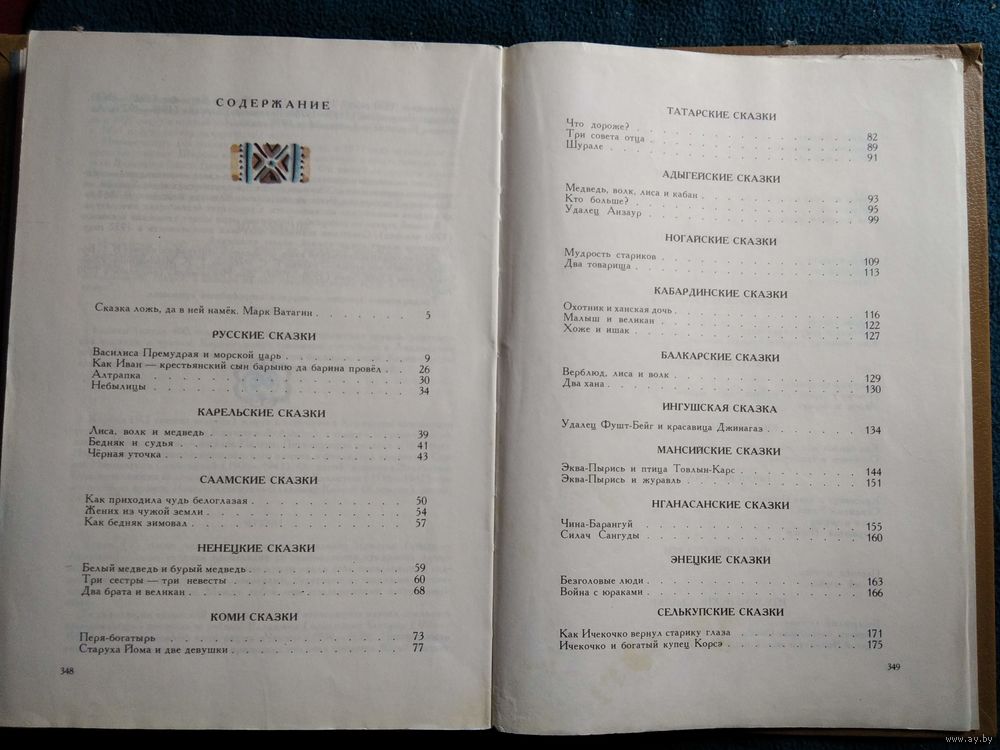 СОДЕРЖАНИЕ
Сказка ложь, да в ней намёк. Марк Ватагин . . . . . . 5
РУССКИЕ СКАЗКИ
Василиса Премудрая и морской царь . . . . . . . . 9
Как Иван — крестьянский сын барыню да барина провёл . . 26
Алтрапка . . . . . . . . . . . . . . . . . . 30
Небылицы . . . . . . . . . . . . . . . . . . 34
КАРЕЛЬСКИЕ СКАЗКИ
Лиса, волк и медведь . . . . . . . . . . . . . 39
Бедняк и судья . . . . . . . . . . . . . . . . 41
Чёрная уточка . . . . . . . . . . . . . . . . 43
СААМСКИЕ СКАЗКИ
Как приходила чудь белоглазая . . . . . . . . . . 50
Жених из чужой земли . . . . . . . . . . . . . 54
Как бедняк зимовал . . . . . . . . . . . . . . 57
НЕНЕЦКИЕ СКАЗКИ
Белый медведь и бурый медведь . . . . . . . . . . 59
Три сестры — три невесты . . . . . . . . . . . . 60
Два брата и великан . . . . . . . . . . . . . . 68
КОМИ СКАЗКИ
Перя-богатырь . . . . . . . . . . . . . . . . 73
Старуха Йома и две девушки . . . . . . . . . . . 77
348
ТАТАРСКИЕ СКАЗКИ
Что дороже? . . . . . . . . . . . . . . . . . 82
Три совета отца . . . . . . . . . . . . . . . . 89
Шурале . . . . . . . . . . . . . . . . . . . 91
АДЫГЕЙСКИЕ СКАЗКИ
Медведь, волк, лиса и кабан . . . . . . . . . . . 93
Кто больше? . . . . . . . . . . . . . . . . . 95
Удалец Анзаур . . . . . . . . . . . . . . . . 99
НОГАЙСКИЕ СКАЗКИ
Мудрость стариков . . . . . . . . . . . . . . . 109
Два товарища . . . . . . . . . . . . . . . . . 113
КАБАРДИНСКИЕ СКАЗКИ
Охотник и ханская дочь . . . . . . . . . . . . . 116
Малыш и великан . . . . . . . . . . . . . . . 122
Хоже и ишак . . . . . . . . . . . . . . . . . 127
БАЛКАРСКИЕ СКАЗКИ
Верблюд, лиса и волк . . . . . . . . . . . . . . 129
Два хана . . . . . . . . . . . . . . . . . . . 130
ИНГУШСКАЯ СКАЗКА
Удалец Фушт-Бейг и красавица Джинагаз . . . . . . . 134
МАНСИЙСКИЕ СКАЗКИ
Эква-Пырись и птица Товлын-Карс . . . . . . . . . 144
Эква-Пырись и журавль . . . . . . . . . . . . . 151
НГАНАСАНСКИЕ СКАЗКИ
Чина-Барангуй . . . . . . . . . . . . . . . . 155
Силач Сангуды . . . . . . . . . . . . . . . . 160
ЭНЕЦКИЕ СКАЗКИ
Безголовые люди . . . . . . . . . . . . . . . . 163
Война с юраками . . . . . . . . . . . . . . . . 166
СЕЛЬКУПСКИЕ СКАЗКИ
Как Ичекочко вернул старику глаза . . . . . . . . . 171
Ичекочко и богатый купец Корсэ . . . . . . . . . . 175
349
www.ay.by